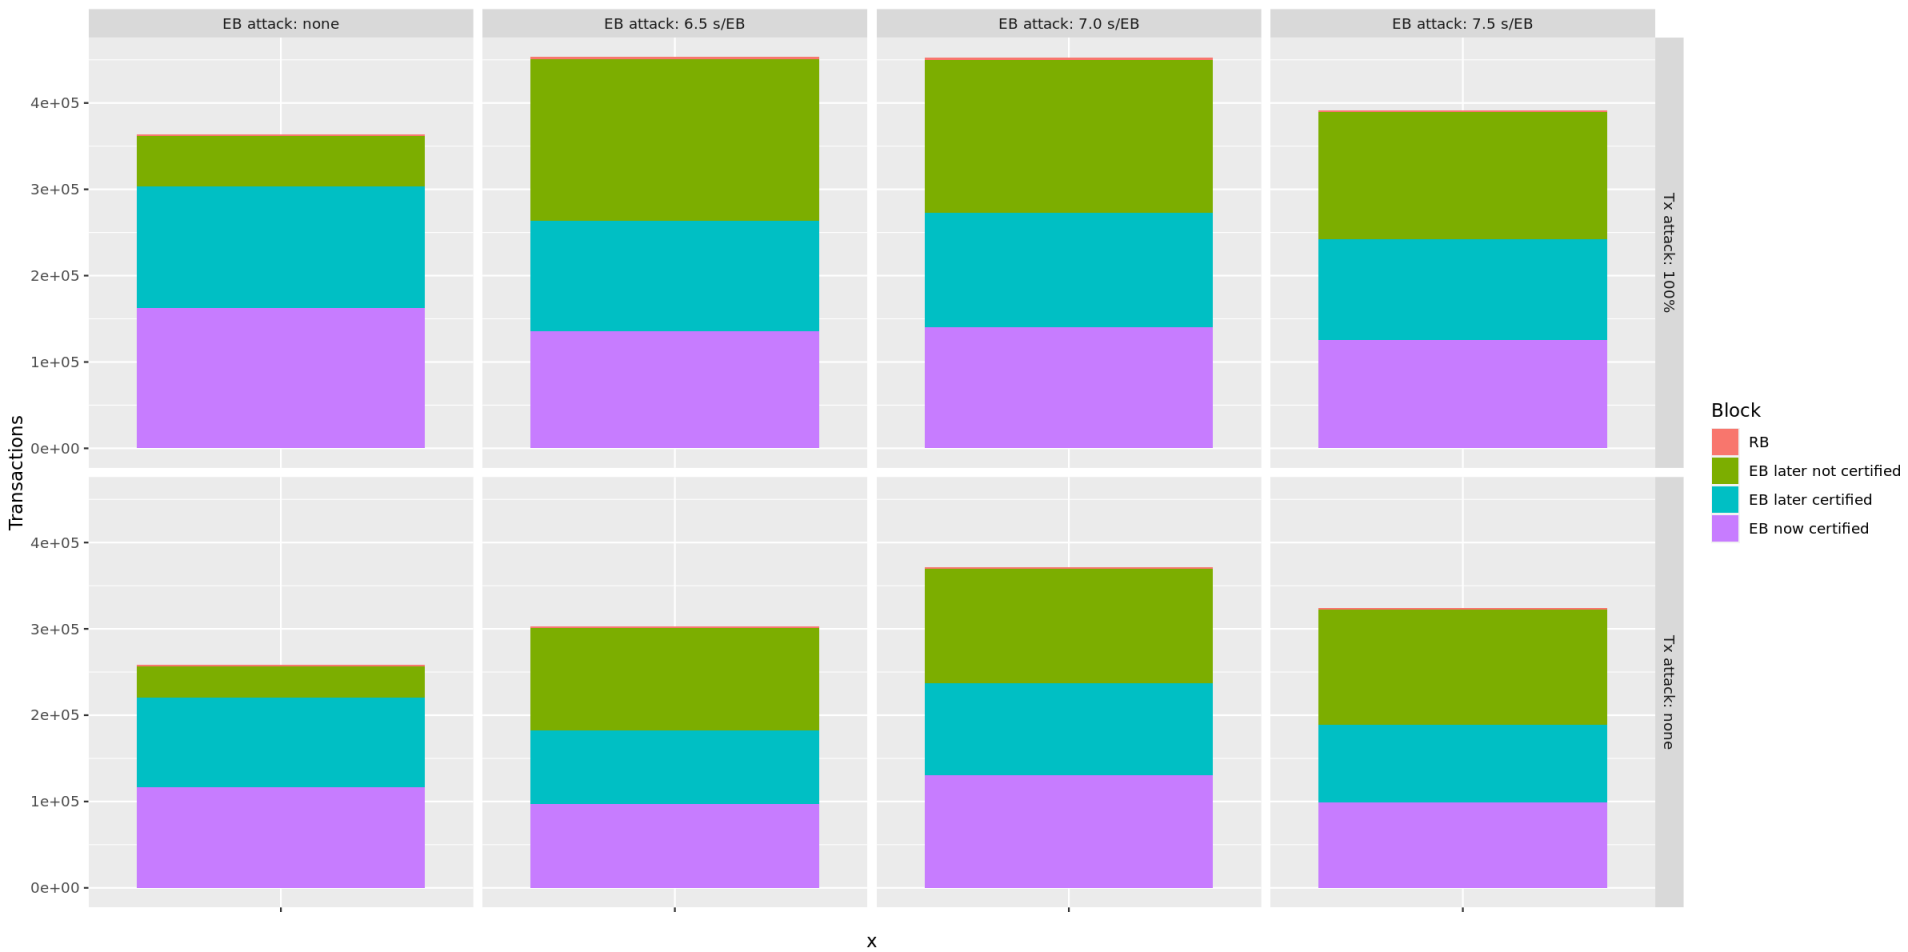 EB attack: none
EB attack: 6.5 s/EB
EB attack: 7.0 s/EB
EB attack: 7.5 s/EB
4e+05
3e+05
2e+05
1e+05
0e+00
Tx attack: 100%
4e+05
3e+05
2e+05
1e+05
0e+00
Tx attack: none
Transactions
x
Block
RB
EB later not certified
EB later certified
EB now certified